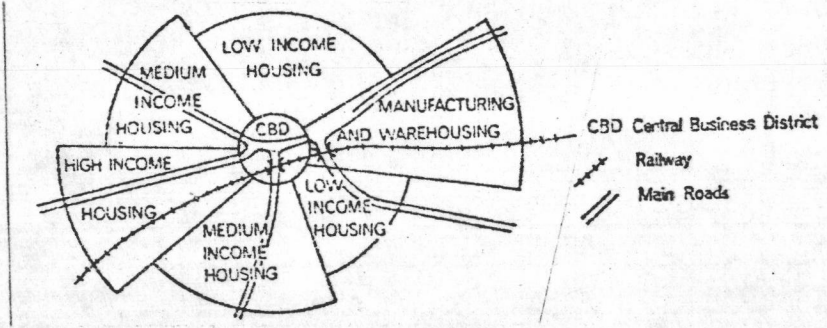 LOW INCOME
HOUSING
MEDIUM
INCOME
HOUSING
CBD
MANUFACTURING
AND WAREHOUSING
HIGH INCOME
HOUSING
MEDIUM
INCOME
HOUSING
LOW
INCOME
HOUSING
CBD Central Business District
Railway
Main Roads